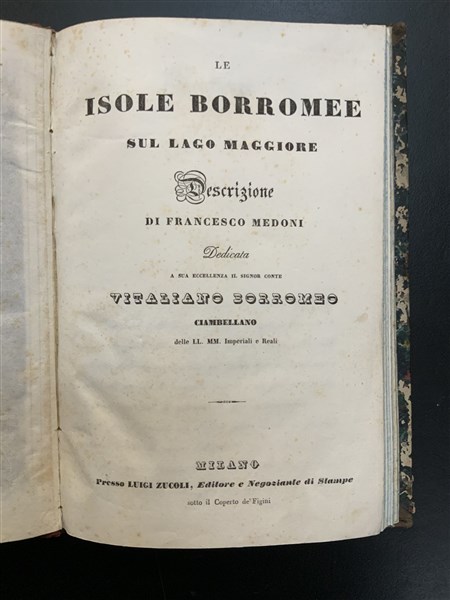 LE
ISOLE BORROMEE
SUL LAGO MAGGIORE
Descrizione
DI FRANCESCO MEDONI
Dedicata
A SUA ECCELLENZA IL SIGNOR CONTE
VITALIANO BORROMEO
CIAMBELLANO
delle LL. MM. Imperiali e Reali
MILANO
Presso LUIGI ZUCOLI, Editore e Negoziante di Stampe
sotto il Coperto de' Figini